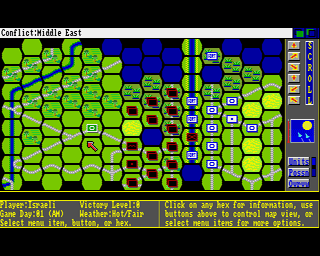 Conflict:Middle East
S
C
R
O
L
L
Units
Passn
Player:Israeli Victory Level:0
Game Day:01 (AM) Weather:Hot/Fair
Select menu item, button, or hex.
Click on any hex for information, use
buttons above to control map view, or
select menu items for more options.